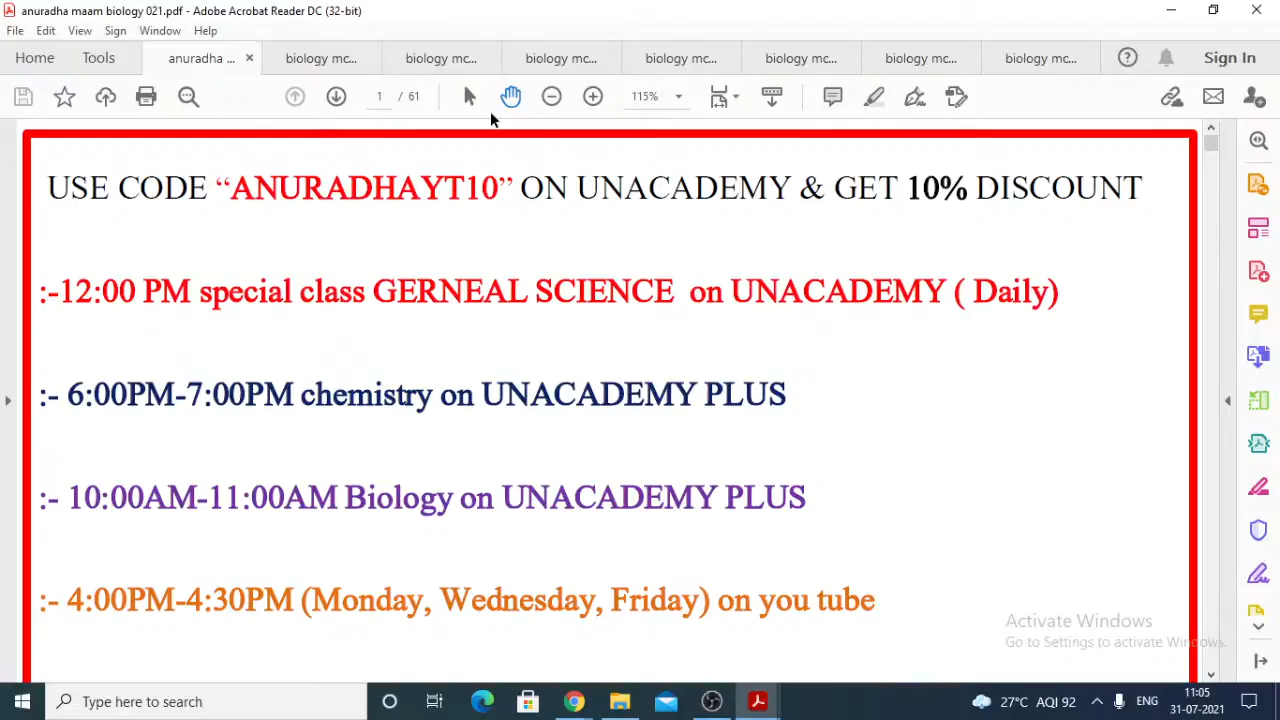 anuradha maam biology 021.pdf - Adobe Acrobat Reader DC (32-bit)
File Edit View Sign Window Help
Home Tools anuradha ... × biology mc... biology mc... biology mc... biology mc... biology mc... biology mc... biology mc... Sign In
1 / 61 115%
USE CODE “ANURADHAYT10” ON UNACADEMY & GET 10% DISCOUNT
:-12:00 PM special class GERNEAL SCIENCE on UNACADEMY ( Daily)
:- 6:00PM-7:00PM chemistry on UNACADEMY PLUS
:- 10:00AM-11:00AM Biology on UNACADEMY PLUS
:- 4:00PM-4:30PM (Monday, Wednesday, Friday) on you tube
Activate Windows
Go to Settings to activate Windows.
Type here to search
27°C AQI 92
ENG
11:05
31-07-2021